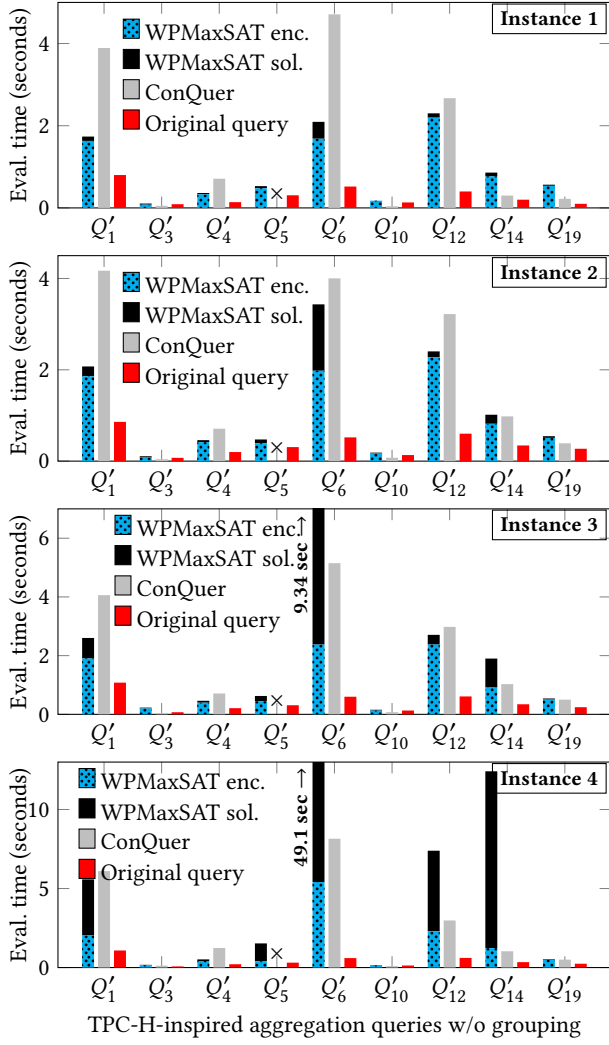 Instance 1
WPMaxSAT enc.
WPMaxSAT sol.
ConQuer
Original query
Eval. time (seconds)
4
2
0
Q′1 Q′3 Q′4 Q′5 Q′6 Q′10 Q′12 Q′14 Q′19
Instance 2
WPMaxSAT enc.
WPMaxSAT sol.
ConQuer
Original query
Eval. time (seconds)
4
2
0
Q′1 Q′3 Q′4 Q′5 Q′6 Q′10 Q′12 Q′14 Q′19
Instance 3
WPMaxSAT enc.
WPMaxSAT sol.
ConQuer
Original query
9.34 sec →
Eval. time (seconds)
6
4
2
0
Q′1 Q′3 Q′4 Q′5 Q′6 Q′10 Q′12 Q′14 Q′19
Instance 4
WPMaxSAT enc.
WPMaxSAT sol.
ConQuer
Original query
49.1 sec →
Eval. time (seconds)
10
5
0
Q′1 Q′3 Q′4 Q′5 Q′6 Q′10 Q′12 Q′14 Q′19
TPC-H-inspired aggregation queries w/o grouping